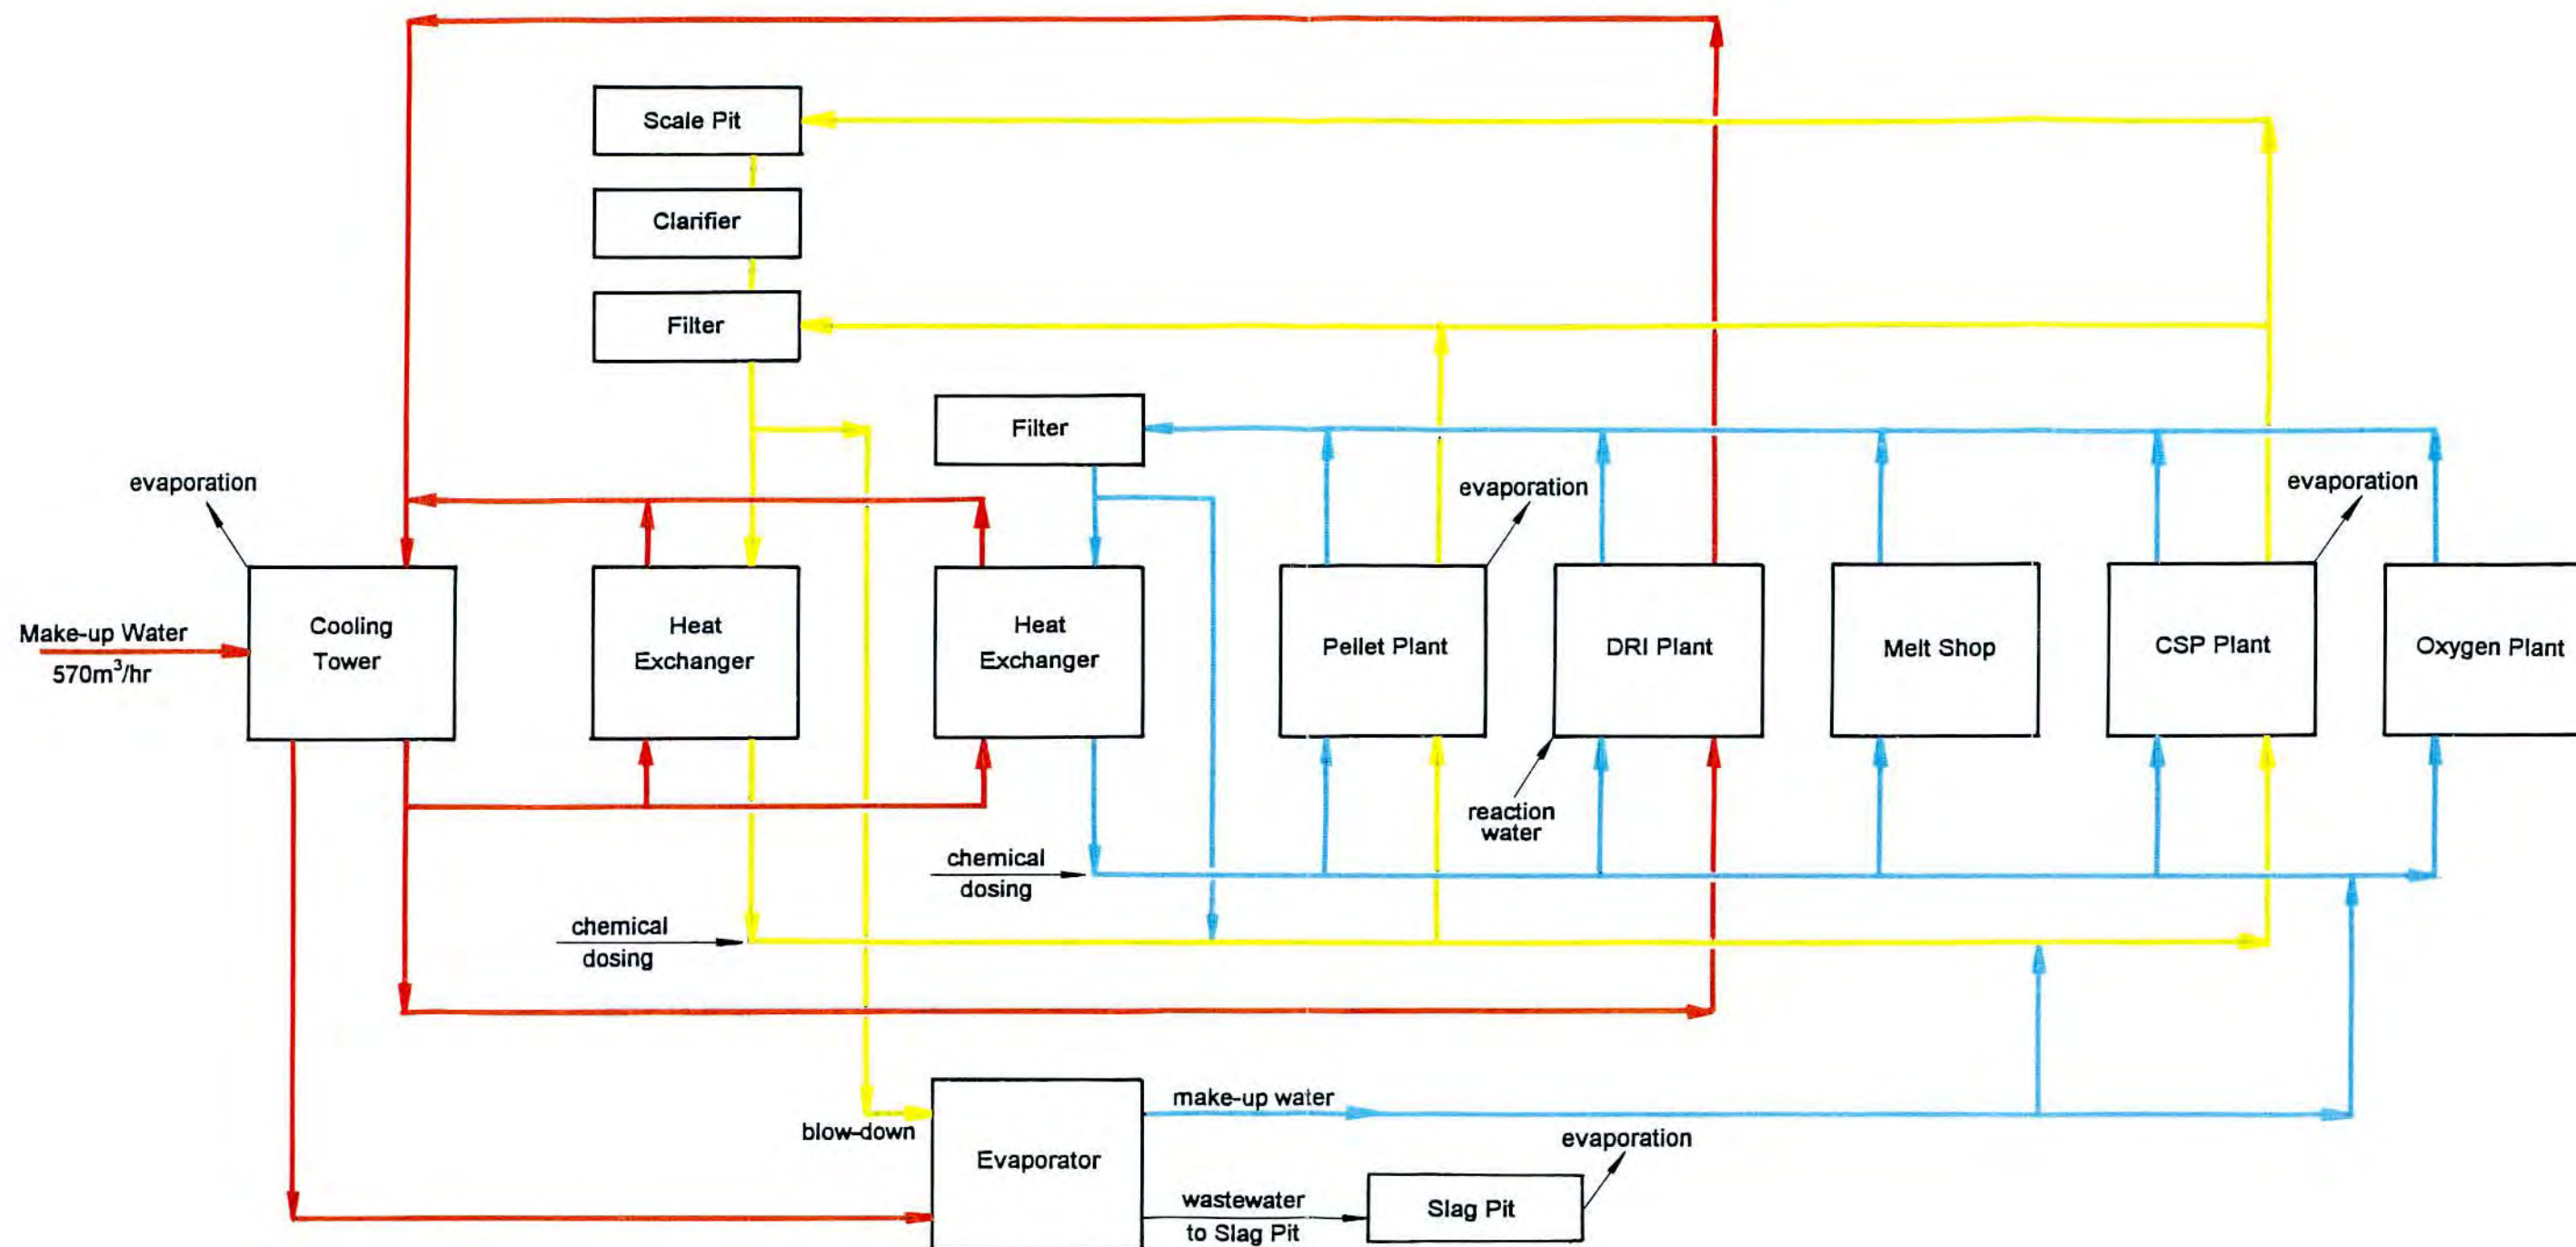 Scale Pit
Clarifier
Filter
Filter
evaporation
evaporation
evaporation
Make-up Water
570m³/hr
Cooling
Tower
Heat
Exchanger
Heat
Exchanger
Pellet Plant
DRI Plant
Melt Shop
CSP Plant
Oxygen Plant
reaction
water
chemical
dosing
chemical
dosing
blow-down
Evaporator
make-up water
evaporation
wastewater
to Slag Pit
Slag Pit